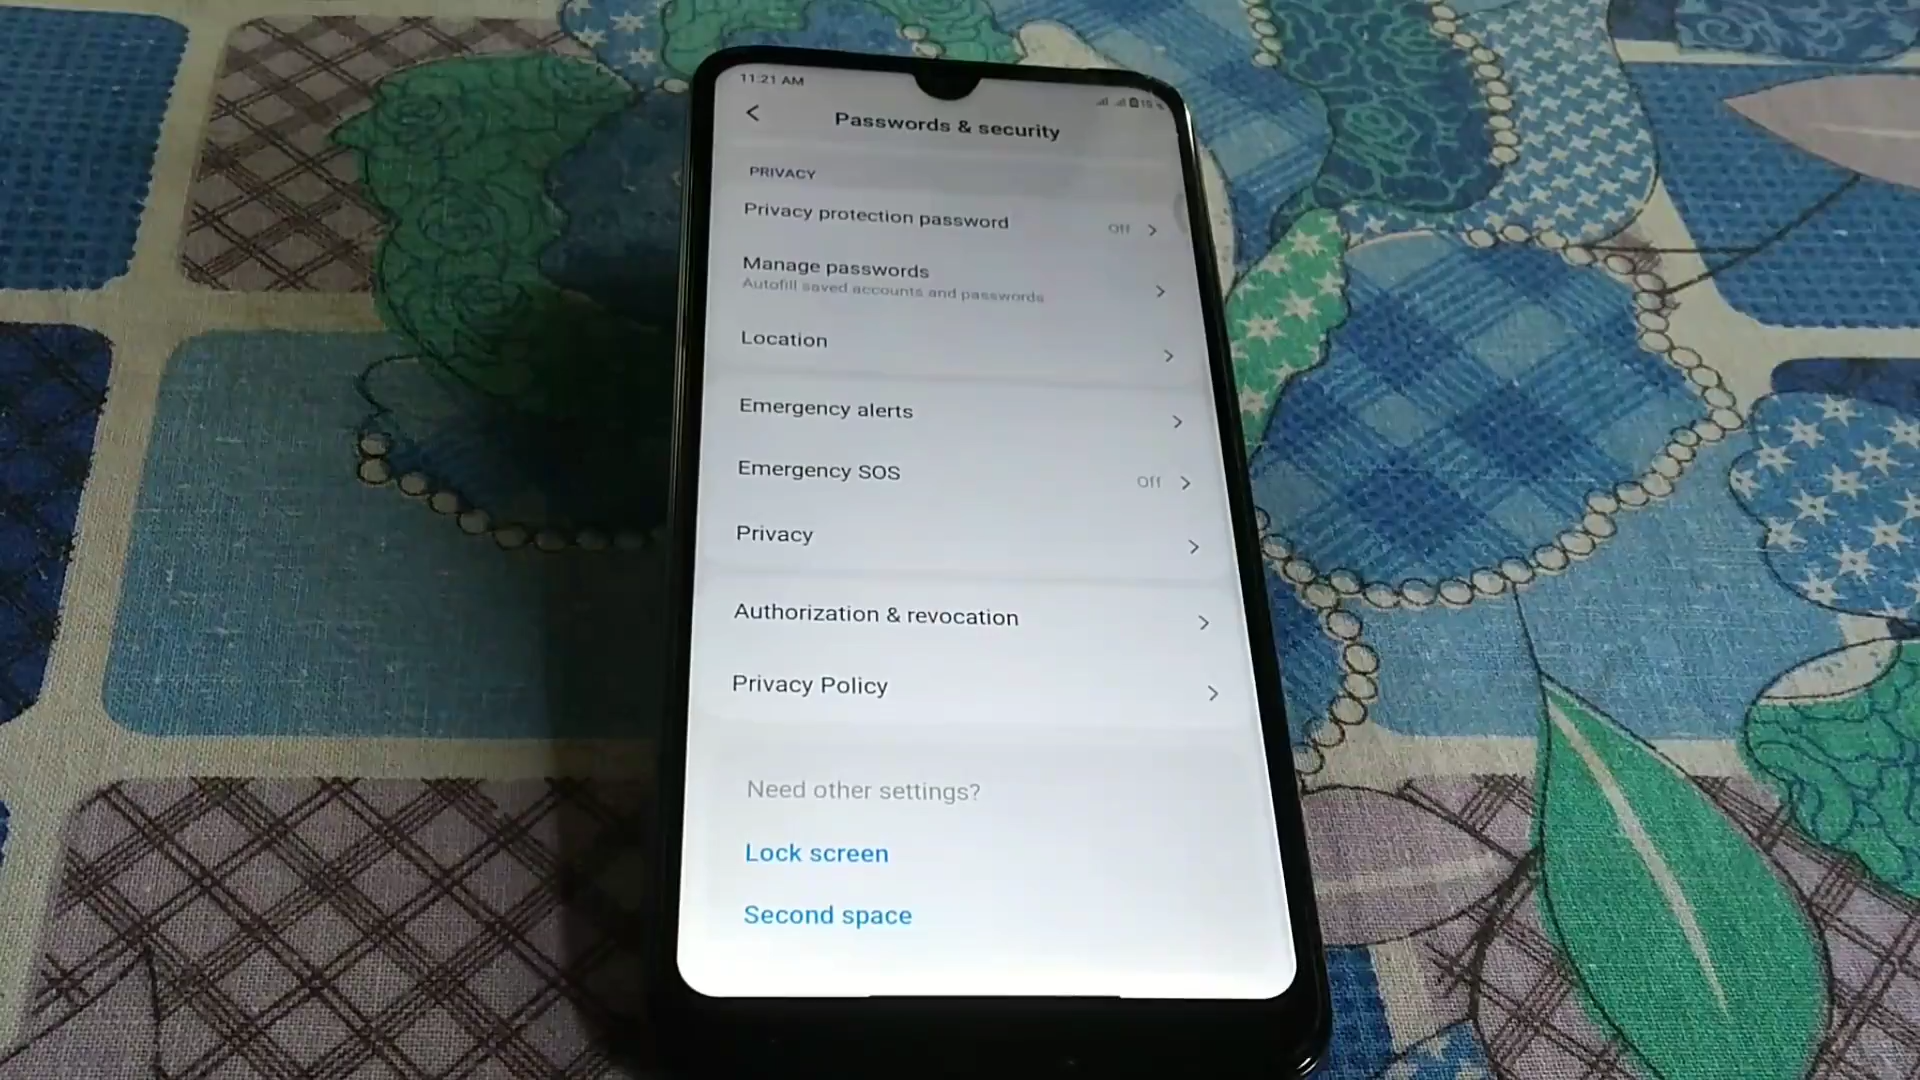 11:21 AM
15
Passwords & security
PRIVACY
Privacy protection password
Off
Manage passwords
Autofill saved accounts and passwords
Location
Emergency alerts
Emergency SOS
Off
Privacy
Authorization & revocation
Privacy Policy
Need other settings?
Lock screen
Second space